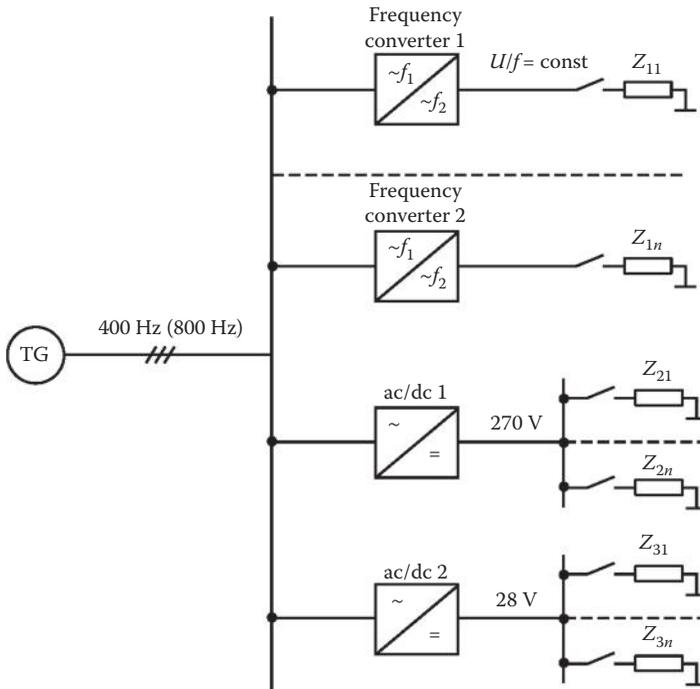 Frequency
converter 1
~f₁
~f₂
U/f = const
Z₁₁
Frequency
converter 2
~f₁
~f₂
Z₁ₙ
400 Hz (800 Hz)
TG
ac/dc 1
~
=
270 V
Z₂₁
Z₂ₙ
ac/dc 2
~
=
28 V
Z₃₁
Z₃ₙ